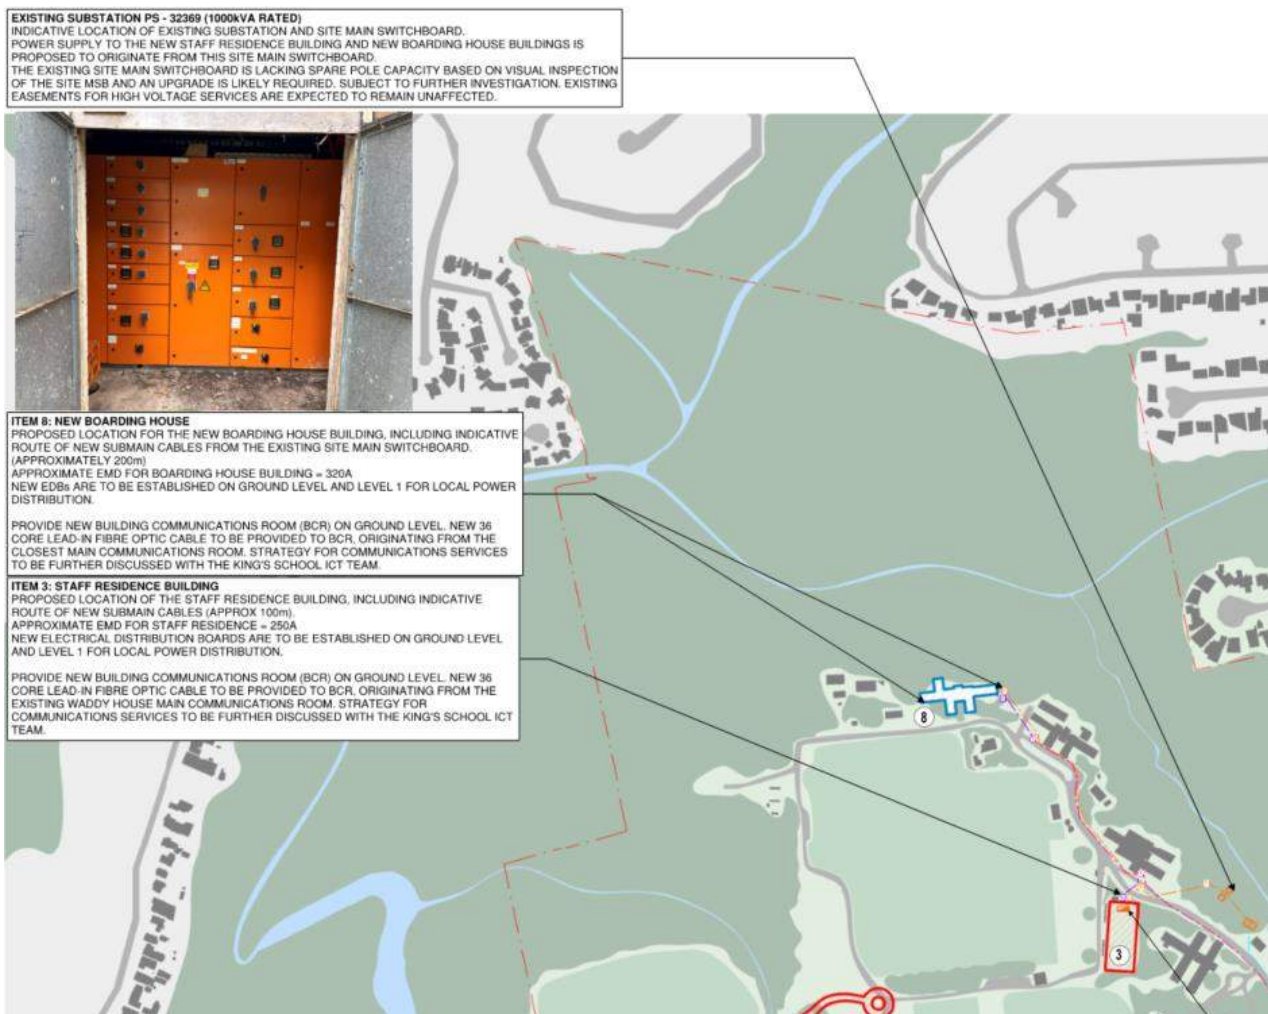 EXISTING SUBSTATION PS - 32369 (1000kVA RATED)
INDICATIVE LOCATION OF EXISTING SUBSTATION AND SITE MAIN SWITCHBOARD.
POWER SUPPLY TO THE NEW STAFF RESIDENCE BUILDING AND NEW BOARDING HOUSE BUILDINGS IS
PROPOSED TO ORIGINATE FROM THIS SITE MAIN SWITCHBOARD.
THE EXISTING SITE MAIN SWITCHBOARD IS LACKING SPARE POLE CAPACITY BASED ON VISUAL INSPECTION
OF THE SITE MSB AND AN UPGRADE IS LIKELY REQUIRED. SUBJECT TO FURTHER INVESTIGATION. EXISTING
EASEMENTS FOR HIGH VOLTAGE SERVICES ARE EXPECTED TO REMAIN UNAFFECTED.
ITEM 8: NEW BOARDING HOUSE
PROPOSED LOCATION FOR THE NEW BOARDING HOUSE BUILDING, INCLUDING INDICATIVE
ROUTE OF NEW SUBMAIN CABLES FROM THE EXISTING SITE MAIN SWITCHBOARD.
(APPROXIMATELY 200m)
APPROXIMATE EMD FOR BOARDING HOUSE BUILDING = 320A
NEW EDBs ARE TO BE ESTABLISHED ON GROUND LEVEL AND LEVEL 1 FOR LOCAL POWER
DISTRIBUTION.
PROVIDE NEW BUILDING COMMUNICATIONS ROOM (BCR) ON GROUND LEVEL. NEW 36
CORE LEAD-IN FIBRE OPTIC CABLE TO BE PROVIDED TO BCR, ORIGINATING FROM THE
CLOSEST MAIN COMMUNICATIONS ROOM. STRATEGY FOR COMMUNICATIONS SERVICES
TO BE FURTHER DISCUSSED WITH THE KING'S SCHOOL ICT TEAM.
ITEM 3: STAFF RESIDENCE BUILDING
PROPOSED LOCATION OF THE STAFF RESIDENCE BUILDING, INCLUDING INDICATIVE
ROUTE OF NEW SUBMAIN CABLES (APPROX 100m).
APPROXIMATE EMD FOR STAFF RESIDENCE = 250A
NEW ELECTRICAL DISTRIBUTION BOARDS ARE TO BE ESTABLISHED ON GROUND LEVEL
AND LEVEL 1 FOR LOCAL POWER DISTRIBUTION.
PROVIDE NEW BUILDING COMMUNICATIONS ROOM (BCR) ON GROUND LEVEL. NEW 36
CORE LEAD-IN FIBRE OPTIC CABLE TO BE PROVIDED TO BCR, ORIGINATING FROM THE
EXISTING WADDY HOUSE MAIN COMMUNICATIONS ROOM. STRATEGY FOR
COMMUNICATIONS SERVICES TO BE FURTHER DISCUSSED WITH THE KING'S SCHOOL ICT
TEAM.
8
3